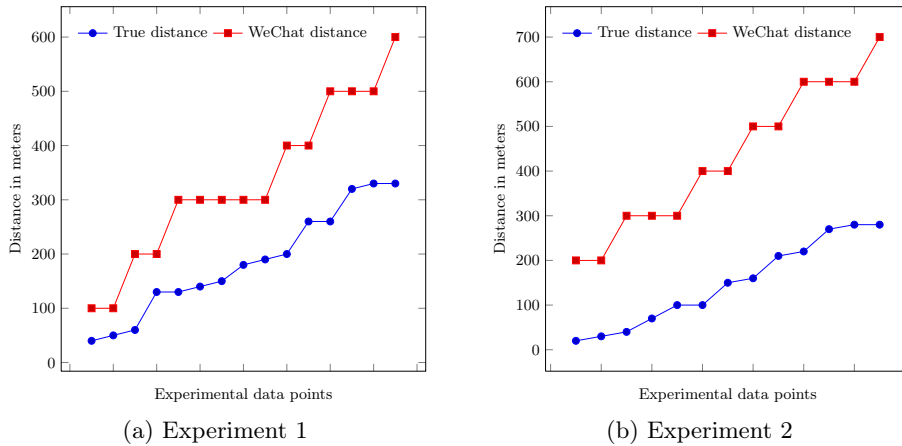 True distance WeChat distance
600
500
400
300
200
100
0
Distance in meters
Experimental data points
(a) Experiment 1
True distance WeChat distance
700
600
500
400
300
200
100
0
Distance in meters
Experimental data points
(b) Experiment 2